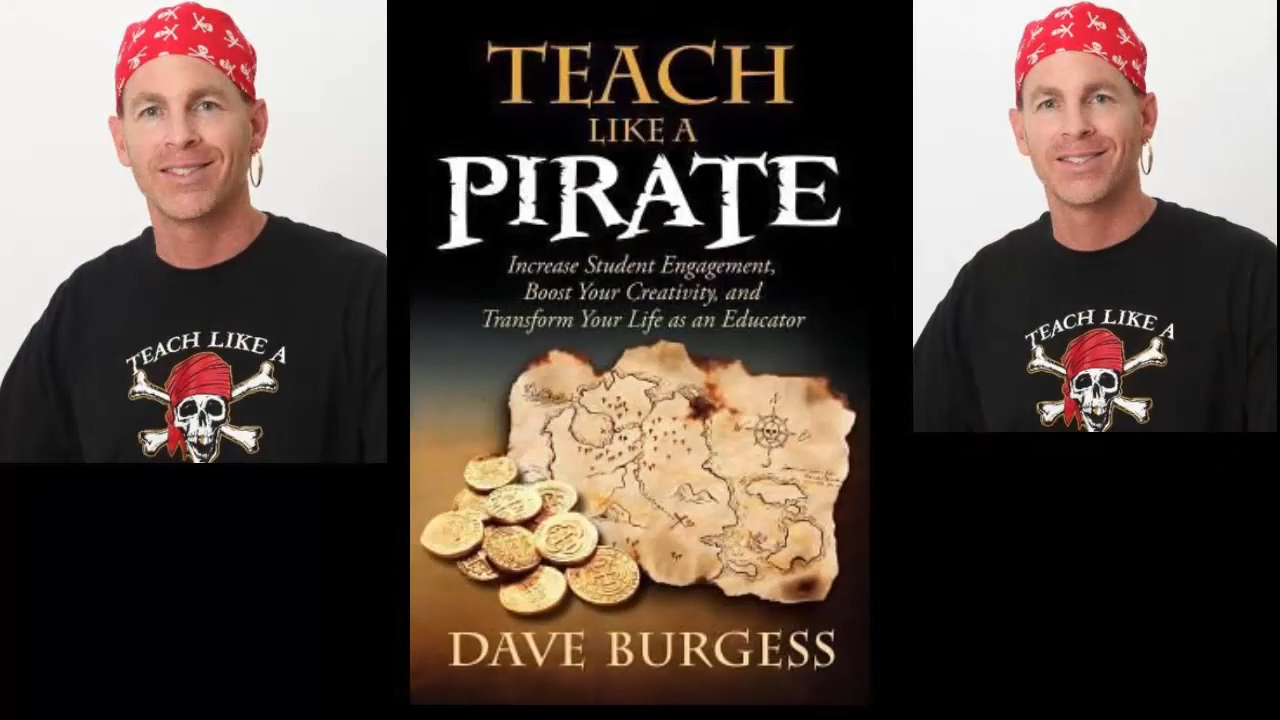 TEACH
LIKE A
PIRATE
Increase Student Engagement,
Boost Your Creativity, and
Transform Your Life as an Educator
DAVE BURGESS
TEACH LIKE A
TEACH LIKE A